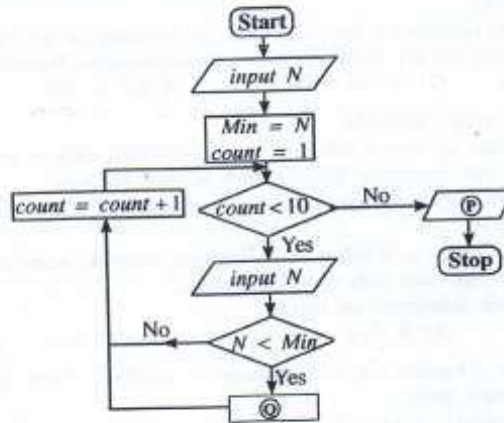 Start
input N
Min = N
count = 1
count = count + 1
count < 10
No
P
Yes
Stop
input N
No
N < Min
Yes
Q